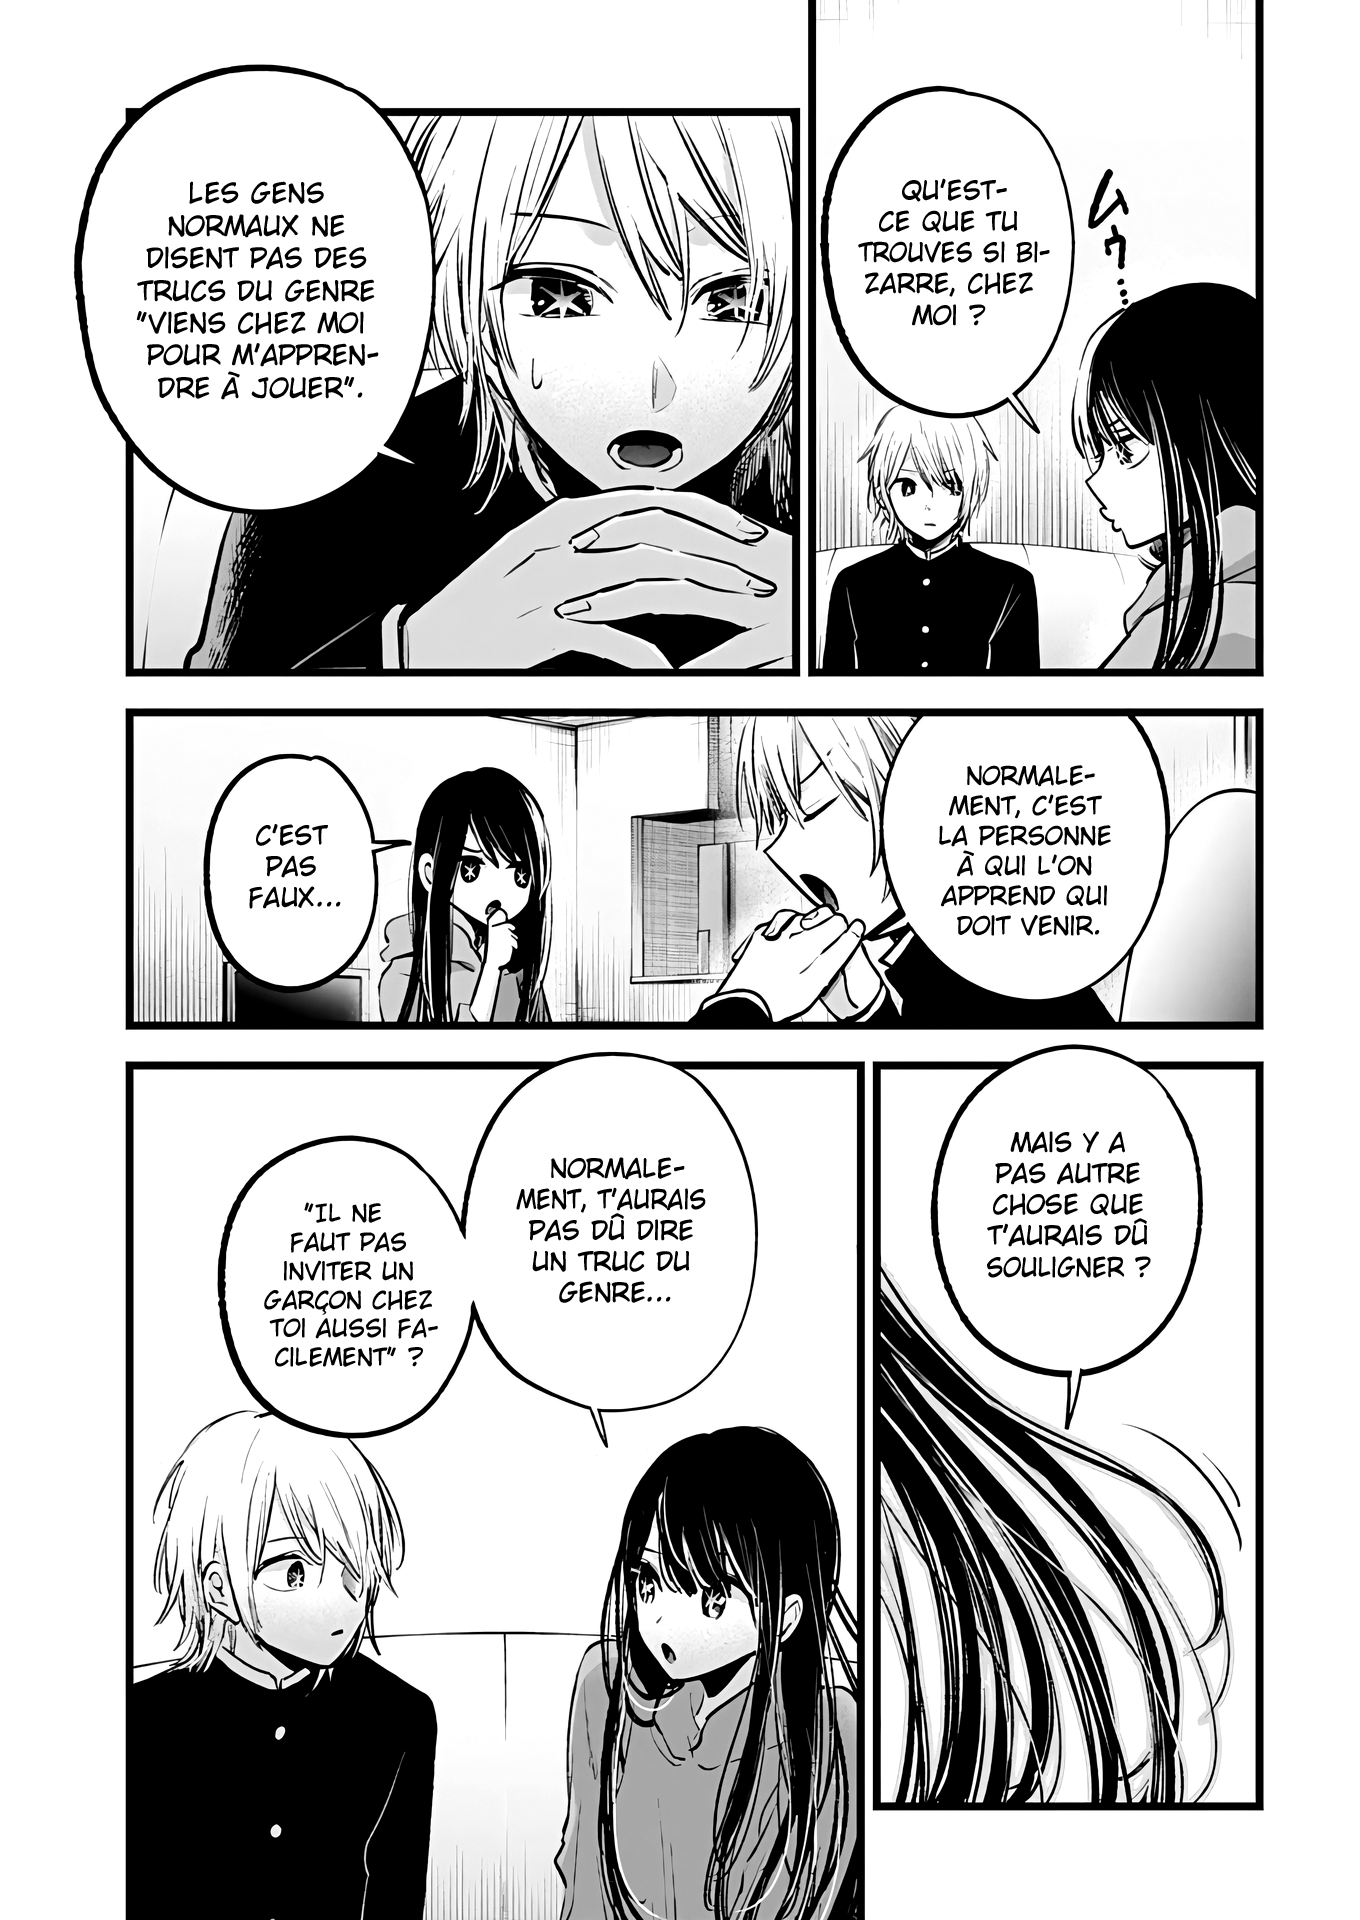 QU'EST-
CE QUE TU
TROUVES SI BI-
ZARRE, CHEZ
MOI ?
ムゥ…
LES GENS
NORMAUX NE
DISENT PAS DES
TRUCS DU GENRE
"VIENS CHEZ MOI
POUR M'APPREN-
DRE À JOUER".
NORMALE-
MENT, C'EST
LA PERSONNE
À QUI L'ON
APPREND QUI
DOIT VENIR.
C'EST
PAS
FAUX...
MAIS Y A
PAS AUTRE
CHOSE QUE
T'AURAIS DÛ
SOULIGNER ?
NORMALE-
MENT, T'AURAIS
PAS DÛ DIRE
UN TRUC DU
GENRE...
"IL NE
FAUT PAS
INVITER UN
GARÇON CHEZ
TOI AUSSI FA-
CILEMENT" ?